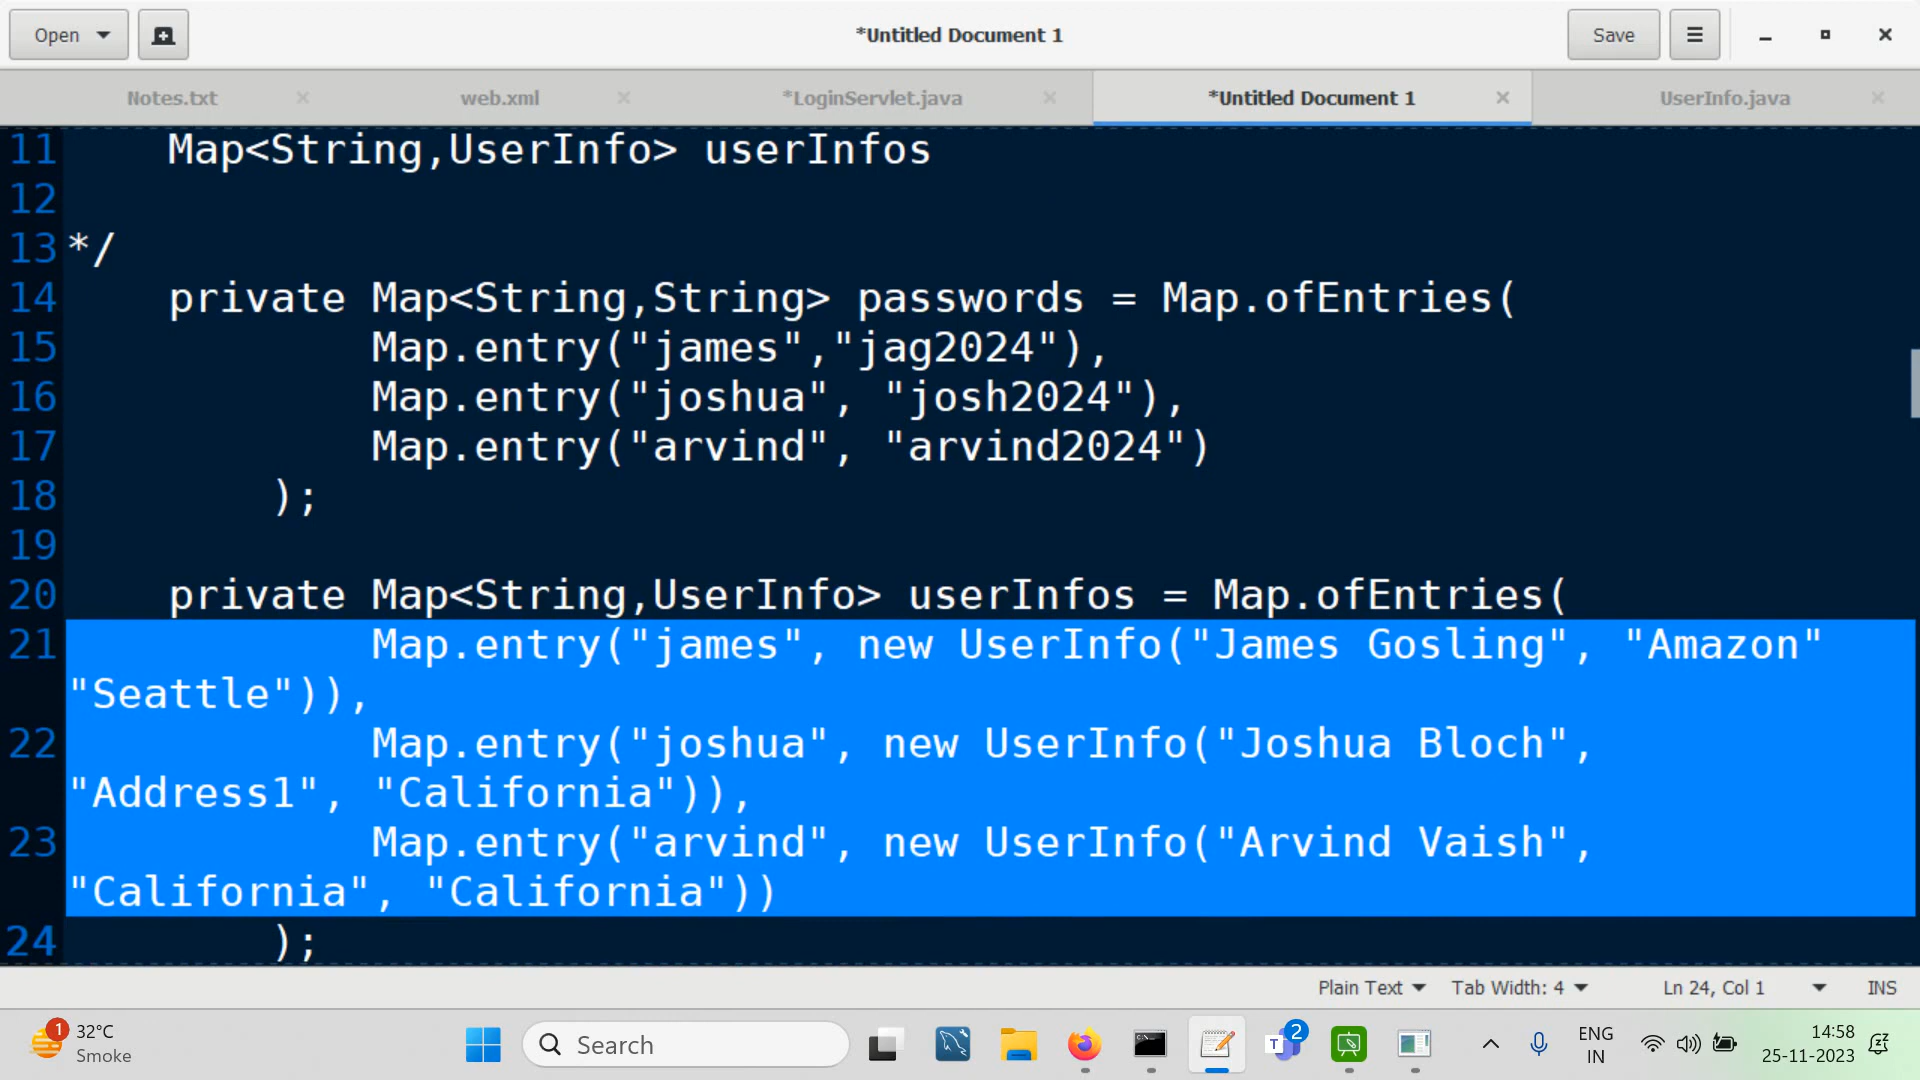 Open
*Untitled Document 1
Save
Notes.txt
web.xml
*LoginServlet.java
*Untitled Document 1
UserInfo.java
11 Map<String,UserInfo> userInfos
12
13 */
14 private Map<String,String> passwords = Map.ofEntries(
15 Map.entry("james","jag2024"),
16 Map.entry("joshua", "josh2024"),
17 Map.entry("arvind", "arvind2024")
18 );
19
20 private Map<String,UserInfo> userInfos = Map.ofEntries(
21 Map.entry("james", new UserInfo("James Gosling", "Amazon"
"Seattle")),
22 Map.entry("joshua", new UserInfo("Joshua Bloch",
"Address1", "California")),
23 Map.entry("arvind", new UserInfo("Arvind Vaish",
"California", "California"))
24 );
Plain Text
Tab Width: 4
Ln 24, Col 1
INS
1
32°C
Smoke
Search
T
2
ENG
IN
14:58
25-11-2023